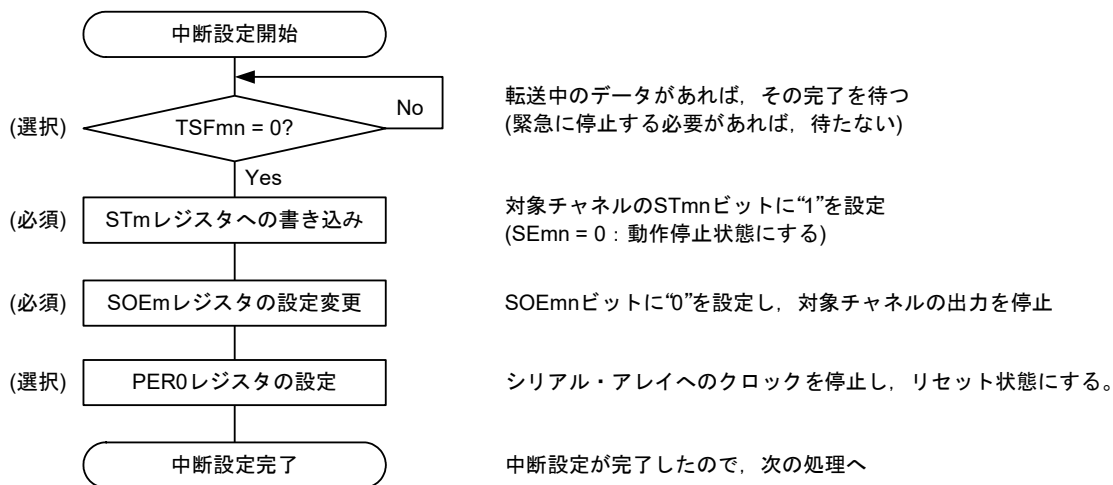 中断設定開始
No
転送中のデータがあれば，その完了を待つ
(緊急に停止する必要があれば，待たない)
(選択)
TSFmn = 0?
Yes
(必須)
STmレジスタへの書き込み
対象チャネルのSTmnビットに“1”を設定
(SEmn = 0：動作停止状態にする)
(必須)
SOEmレジスタの設定変更
SOEmnビットに“0”を設定し，対象チャネルの出力を停止
(選択)
PER0レジスタの設定
シリアル・アレイへのクロックを停止し，リセット状態にする。
中断設定完了
中断設定が完了したので，次の処理へ